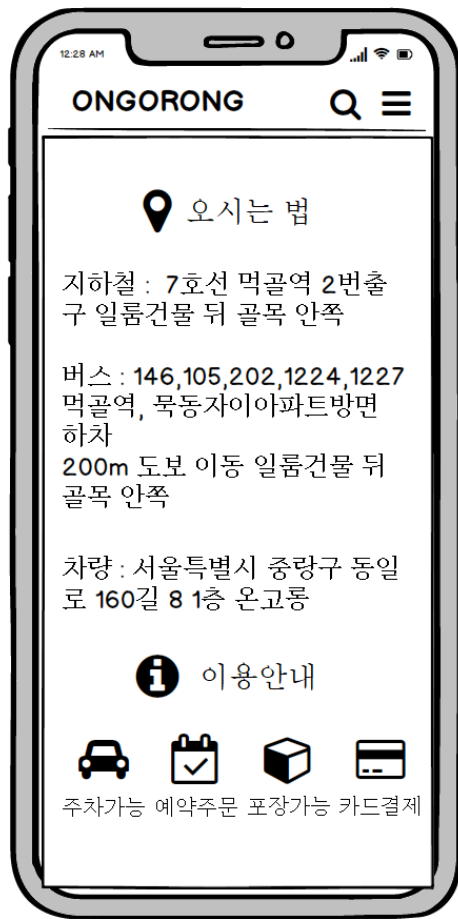 12:28 AM
ONGORONG
오시는 법
지하철 : 7호선 먹골역 2번출
구 일룸건물 뒤 골목 안쪽
버스 : 146,105,202,1224,1227
먹골역, 묵동자이아파트방면
하차
200m 도보 이동 일룸건물 뒤
골목 안쪽
차량 : 서울특별시 중랑구 동일
로 160길 8 1층 온고롱
이용안내
주차가능 예약주문 포장가능 카드결제